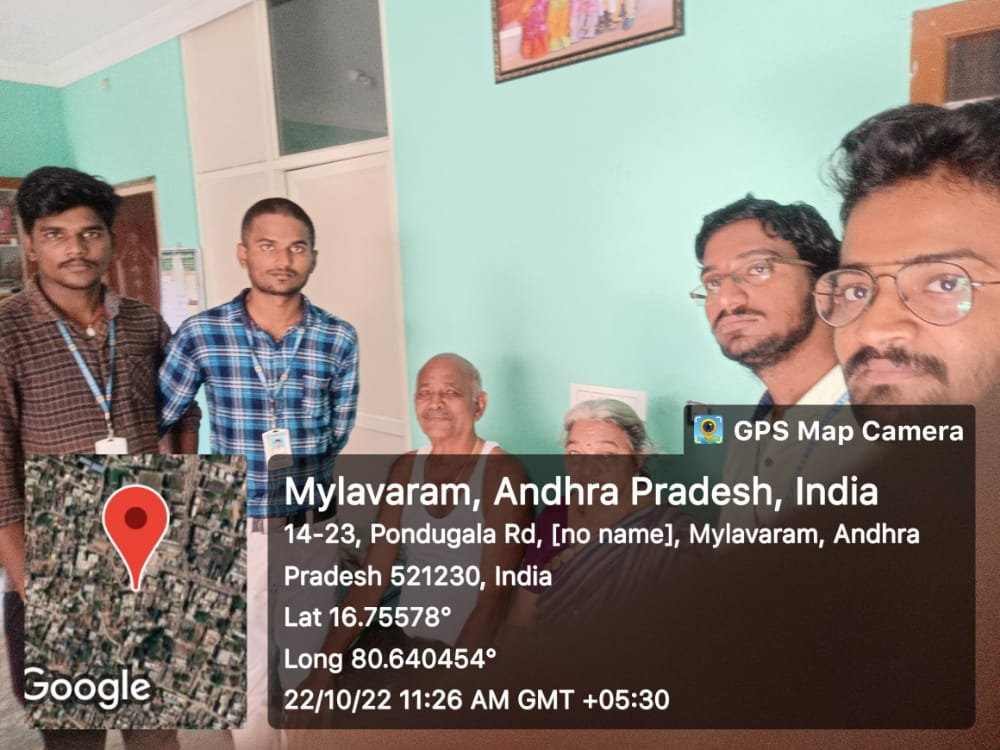 GPS Map Camera
Mylavaram, Andhra Pradesh, India
14-23, Pondugala Rd, [no name], Mylavaram, Andhra
Pradesh 521230, India
Lat 16.75578°
Long 80.640454°
22/10/22 11:26 AM GMT +05:30
Google